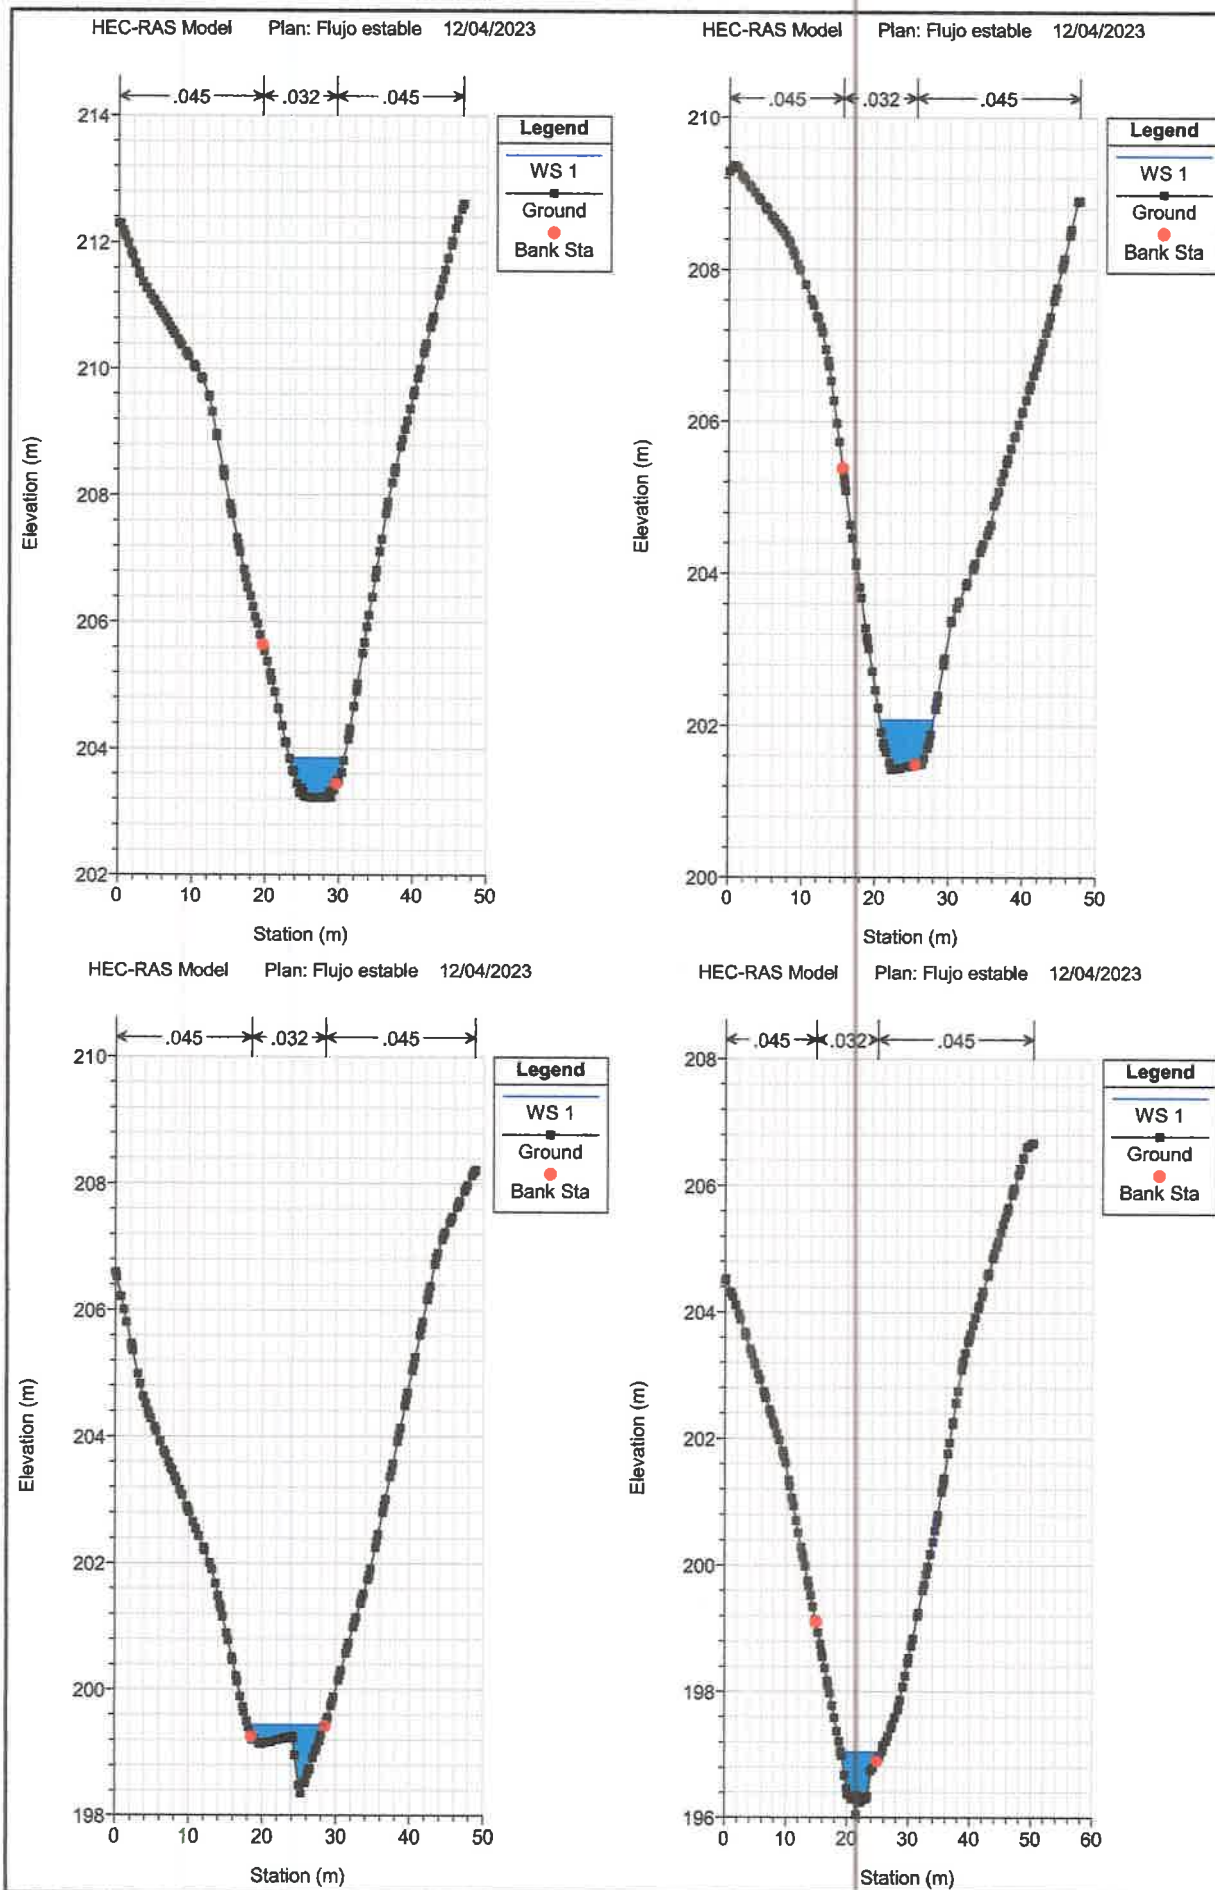 HEC-RAS Model Plan: Flujo estable 12/04/2023
.045 .032 .045
Legend
WS 1
Ground
Bank Sta
Elevation (m)
214
212
210
208
206
204
202
0 10 20 30 40 50
Station (m)
HEC-RAS Model Plan: Flujo estable 12/04/2023
.045 .032 .045
Legend
WS 1
Ground
Bank Sta
Elevation (m)
210
208
206
204
202
200
0 10 20 30 40 50
Station (m)
HEC-RAS Model Plan: Flujo estable 12/04/2023
.045 .032 .045
Legend
WS 1
Ground
Bank Sta
Elevation (m)
210
208
206
204
202
200
198
0 10 20 30 40 50
Station (m)
HEC-RAS Model Plan: Flujo estable 12/04/2023
.045 .032 .045
Legend
WS 1
Ground
Bank Sta
Elevation (m)
208
206
204
202
200
198
196
0 10 20 30 40 50 60
Station (m)